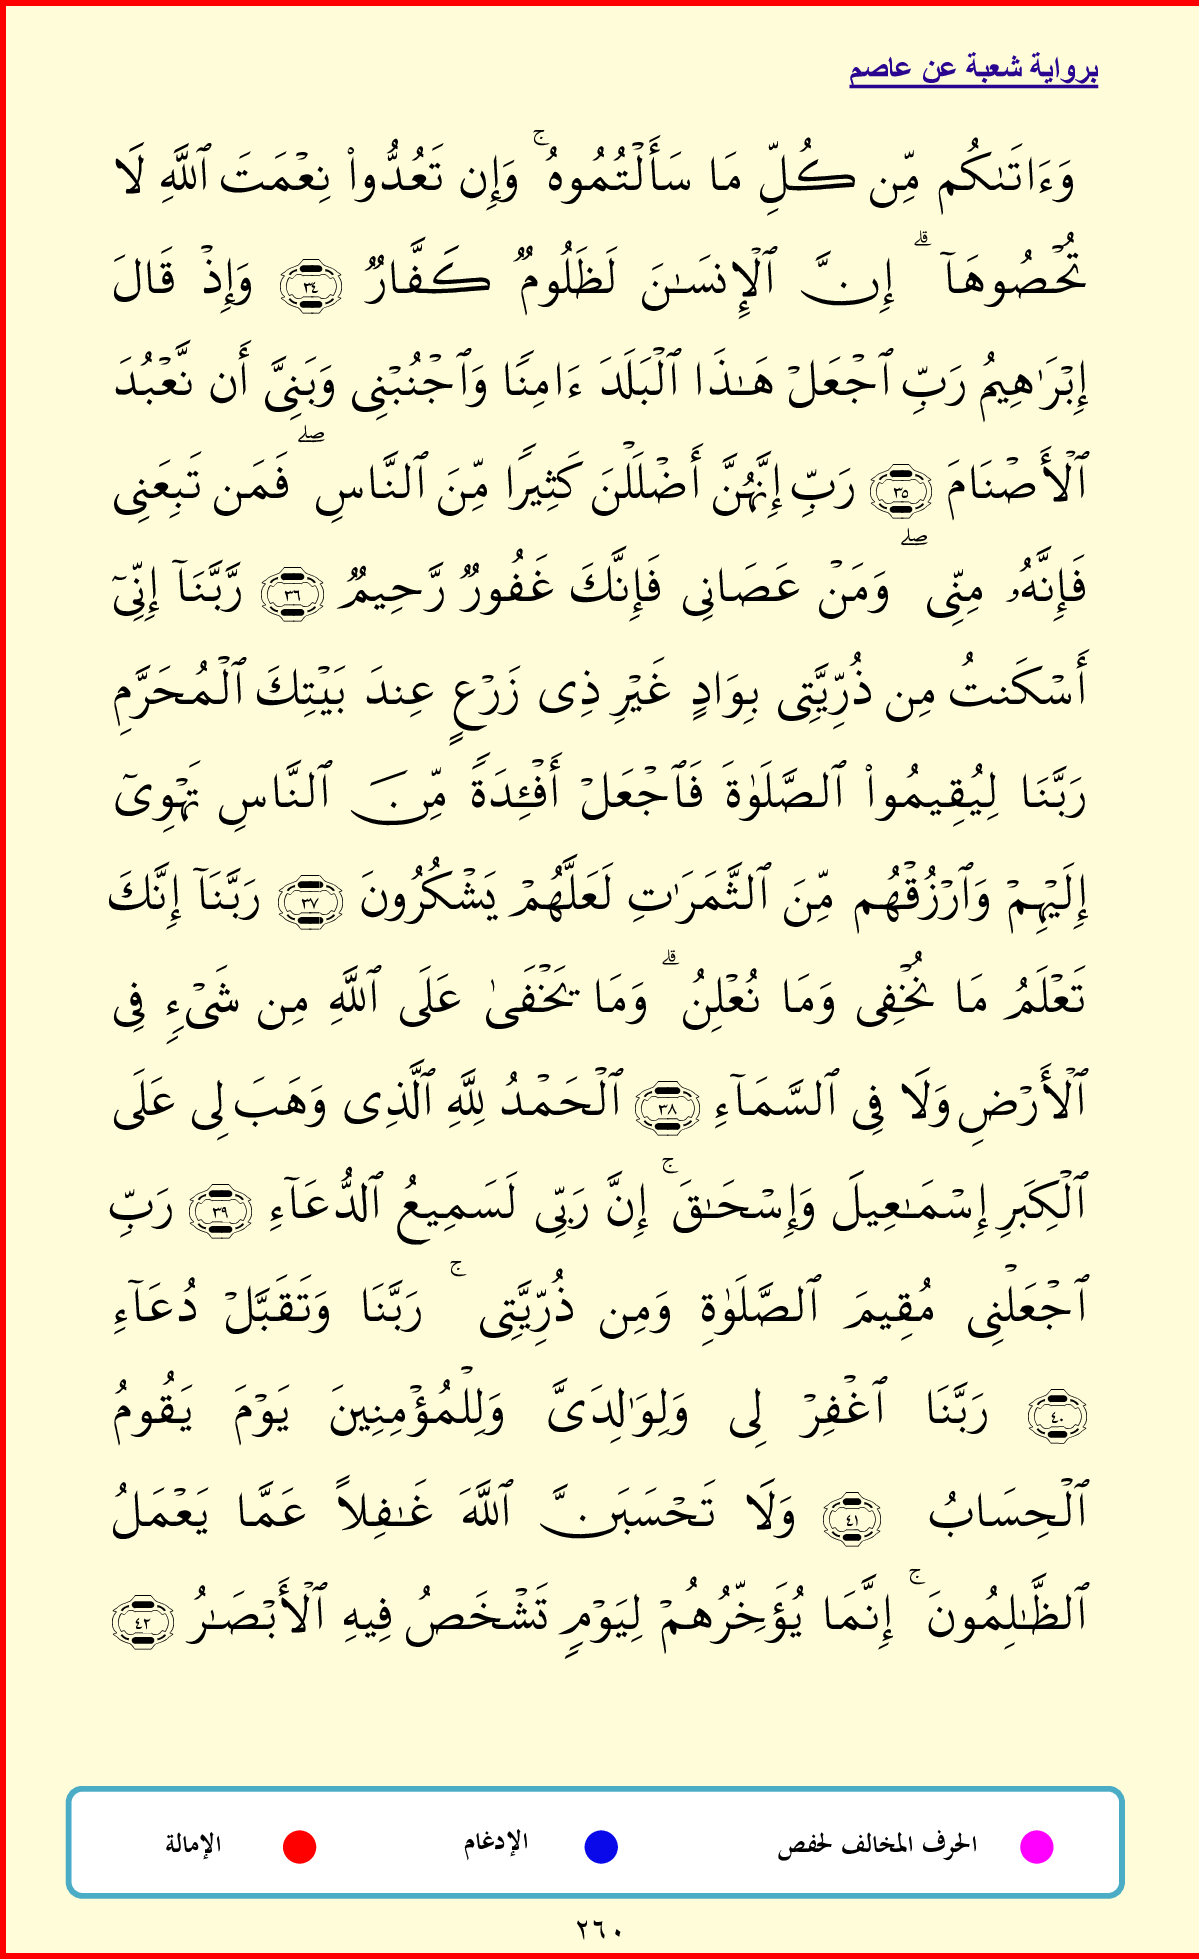 برواية شعبة عن عاصم
وَءَاتَىٰكُم مِّن كُلِّ مَا سَأَلۡتُمُوهُۚ وَإِن تَعُدُّواْ نِعۡمَتَ ٱللَّهِ لَا
تُحۡصُوهَآۗ إِنَّ ٱلۡإِنسَٰنَ لَظَلُومٞ كَفَّارٞ ٣٤ وَإِذۡ قَالَ
إِبۡرَٰهِيمُ رَبِّ ٱجۡعَلۡ هَٰذَا ٱلۡبَلَدَ ءَامِنٗا وَٱجۡنُبۡنِي وَبَنِيَّ أَن نَّعۡبُدَ
ٱلۡأَصۡنَامَ ٣٥ رَبِّ إِنَّهُنَّ أَضۡلَلۡنَ كَثِيرٗا مِّنَ ٱلنَّاسِۖ فَمَن تَبِعَنِي
فَإِنَّهُۥ مِنِّيۖ وَمَنۡ عَصَانِي فَإِنَّكَ غَفُورٞ رَّحِيمٞ ٣٦ رَّبَّنَآ إِنِّيٓ
أَسۡكَنتُ مِن ذُرِّيَّتِي بِوَادٍ غَيۡرِ ذِي زَرۡعٍ عِندَ بَيۡتِكَ ٱلۡمُحَرَّمِ
رَبَّنَا لِيُقِيمُواْ ٱلصَّلَوٰةَ فَٱجۡعَلۡ أَفۡـِٔدَةٗ مِّنَ ٱلنَّاسِ تَهۡوِيٓ
إِلَيۡهِمۡ وَٱرۡزُقۡهُم مِّنَ ٱلثَّمَرَٰتِ لَعَلَّهُمۡ يَشۡكُرُونَ ٣٧ رَبَّنَآ إِنَّكَ
تَعۡلَمُ مَا نُخۡفِي وَمَا نُعۡلِنُۗ وَمَا يَخۡفَىٰ عَلَى ٱللَّهِ مِن شَيۡءٖ فِي
ٱلۡأَرۡضِ وَلَا فِي ٱلسَّمَآءِ ٣٨ ٱلۡحَمۡدُ لِلَّهِ ٱلَّذِي وَهَبَ لِي عَلَى
ٱلۡكِبَرِ إِسۡمَٰعِيلَ وَإِسۡحَٰقَۚ إِنَّ رَبِّي لَسَمِيعُ ٱلدُّعَآءِ ٣٩ رَبِّ
ٱجۡعَلۡنِي مُقِيمَ ٱلصَّلَوٰةِ وَمِن ذُرِّيَّتِيۚ رَبَّنَا وَتَقَبَّلۡ دُعَآءِ
٤٠ رَبَّنَا ٱغۡفِرۡ لِي وَلِوَٰلِدَيَّ وَلِلۡمُؤۡمِنِينَ يَوۡمَ يَقُومُ
ٱلۡحِسَابُ ٤١ وَلَا تَحۡسَبَنَّ ٱللَّهَ غَٰفِلًا عَمَّا يَعۡمَلُ
ٱلظَّٰلِمُونَۚ إِنَّمَا يُؤَخِّرُهُمۡ لِيَوۡمٖ تَشۡخَصُ فِيهِ ٱلۡأَبۡصَٰرُ ٤٢
الحرف المخالف لحفص الإدغام الإمالة
٢٦٠